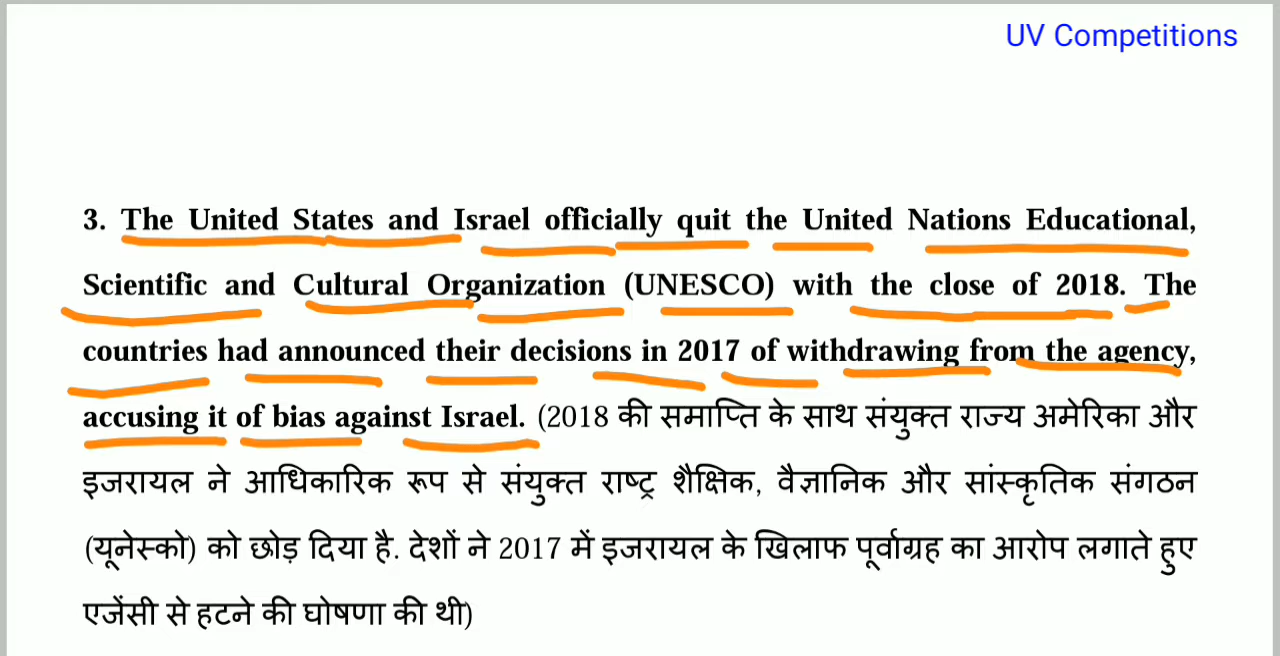 UV Competitions
3. The United States and Israel officially quit the United Nations Educational,
Scientific and Cultural Organization (UNESCO) with the close of 2018. The
countries had announced their decisions in 2017 of withdrawing from the agency,
accusing it of bias against Israel. (2018 की समाप्ति के साथ संयुक्त राज्य अमेरिका और
इजरायल ने आधिकारिक रूप से संयुक्त राष्ट्र शैक्षिक, वैज्ञानिक और सांस्कृतिक संगठन
(यूनेस्को) को छोड़ दिया है. देशों ने 2017 में इजरायल के खिलाफ पूर्वाग्रह का आरोप लगाते हुए
एजेंसी से हटने की घोषणा की थी)